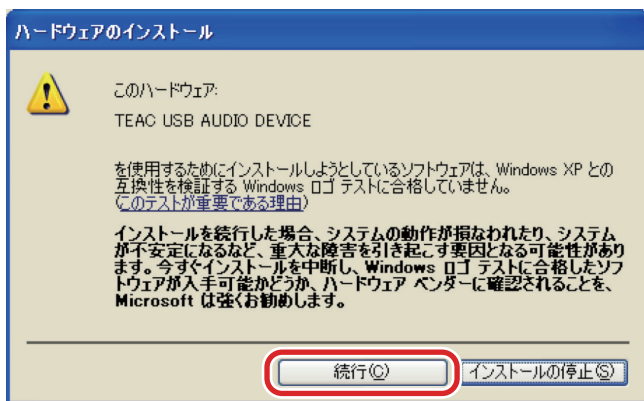 ハードウェアのインストール
このハードウェア:
TEAC USB AUDIO DEVICE
を使用するためにインストールしようとしているソフトウェアは、Windows XP との
互換性を検証する Windows ロゴ テストに合格していません。
(このテストが重要である理由)
インストールを続行した場合、システムの動作が損なわれたり、システム
が不安定になるなど、重大な障害を引き起こす要因となる可能性があり
ます。今すぐインストールを中断し、Windows ロゴ テストに合格したソフ
トウェアが入手可能かどうか、ハードウェア ベンダーに確認されることを、
Microsoft は強くお勧めします。
続行(C) インストールの停止(S)